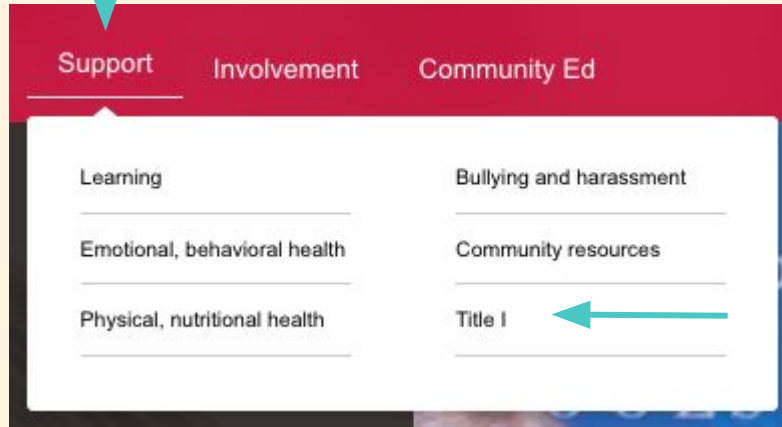 Support Involvement Community Ed
Learning
Bullying and harassment
Emotional, behavioral health
Community resources
Physical, nutritional health
Title I